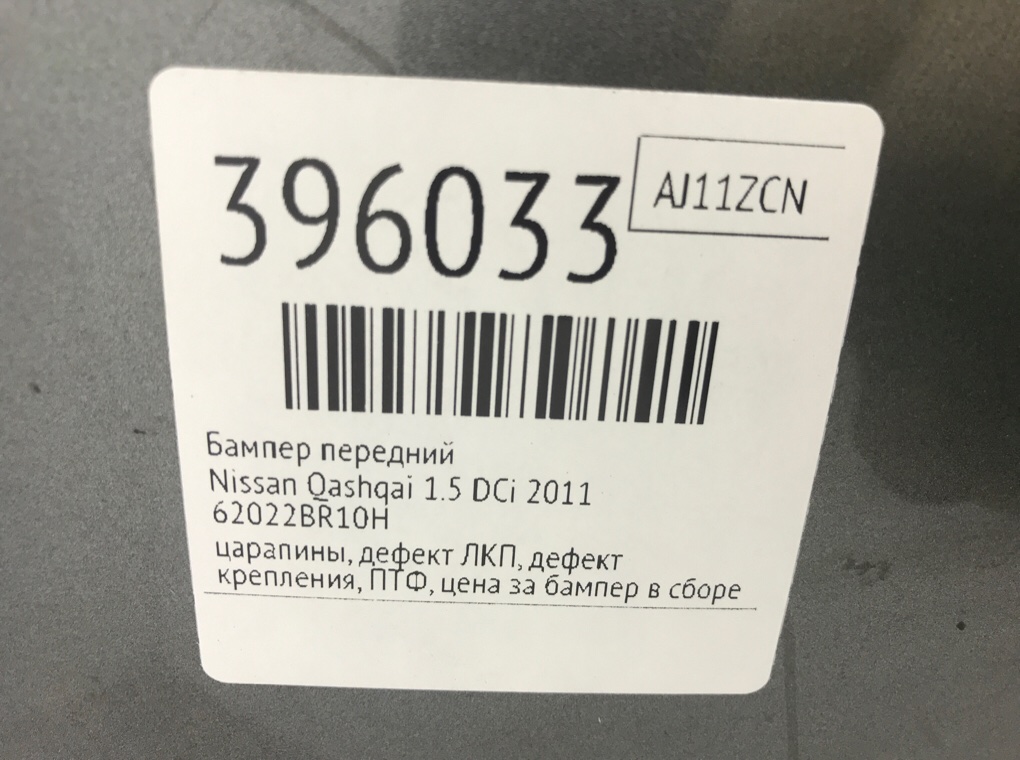 396033
AJ11ZCN
Бампер передний
Nissan Qashqai 1.5 DCi 2011
62022BR10H
царапины, дефект ЛКП, дефект
крепления, ПТФ, цена за бампер в сборе